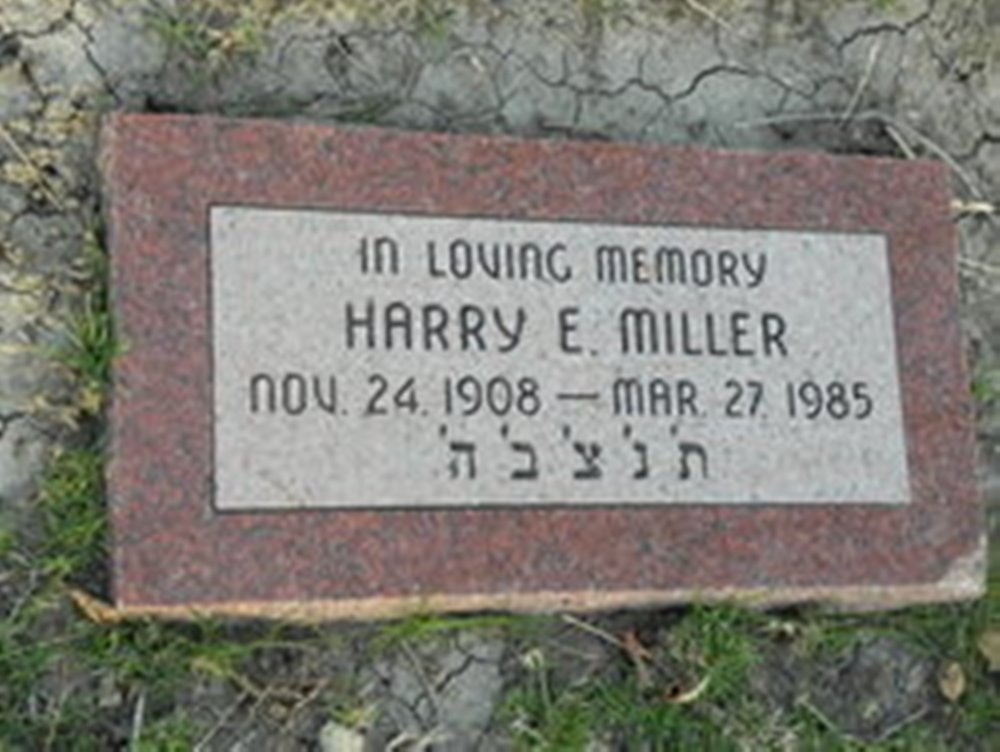 IN LOVING MEMORY
HARRY E. MILLER
NOV. 24. 1908 — MAR. 27. 1985
ת'נ'צ'ב'ה'